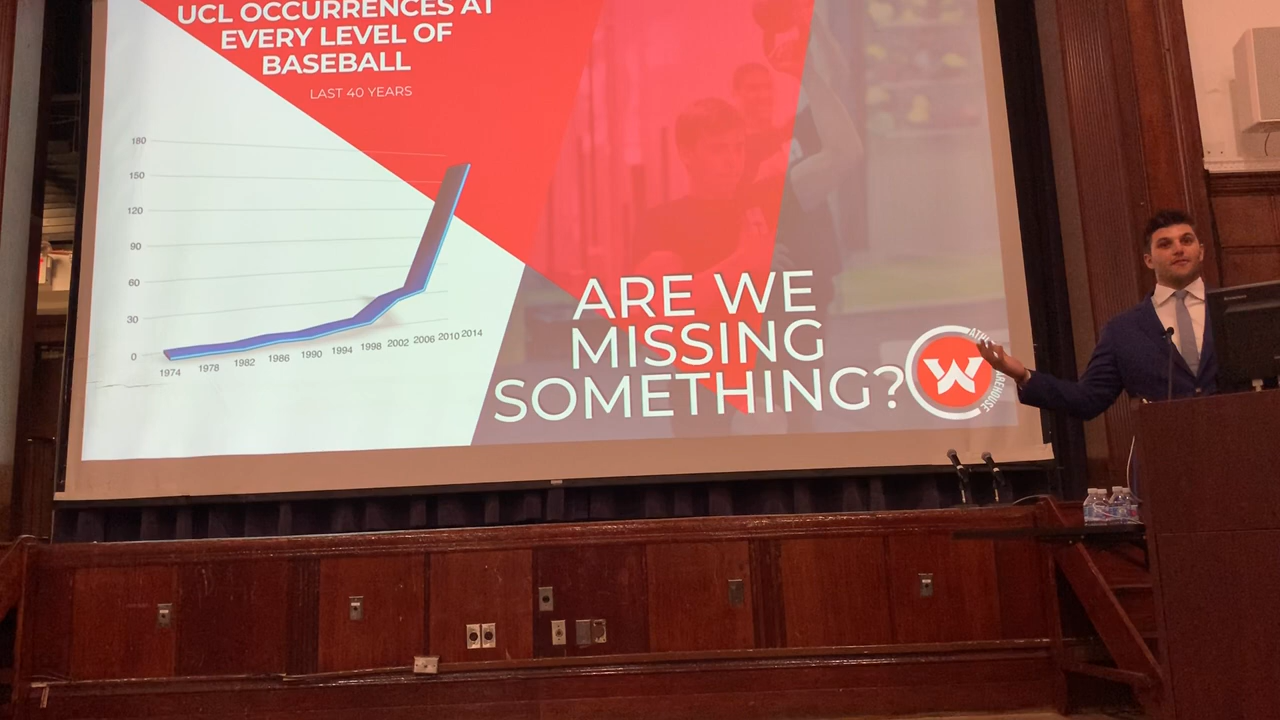 UCL OCCURRENCES AT
EVERY LEVEL OF
BASEBALL
LAST 40 YEARS
180
150
120
90
60
30
0
1974 1978 1982 1986 1990 1994 1998 2002 2006 2010 2014
ARE WE
MISSING
SOMETHING?
W